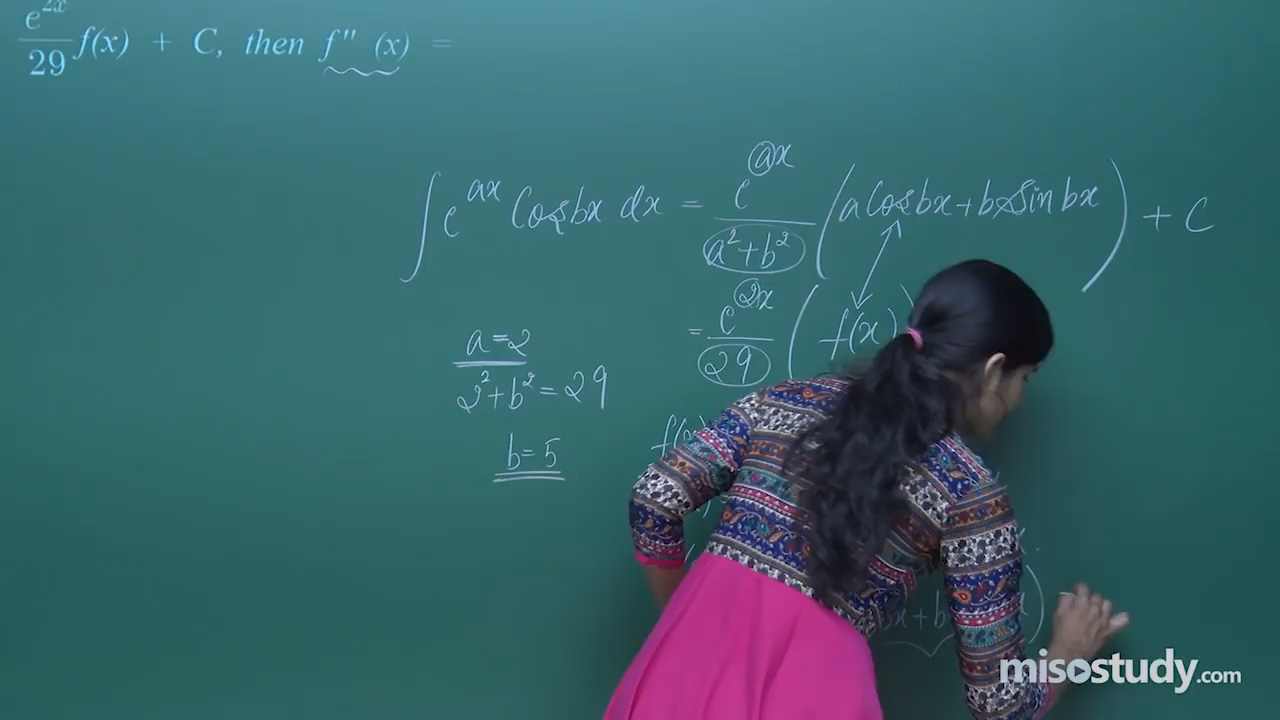 e^{2x}/29 f(x) + C, then f" (x) =
∫ e^{ax} Cos bx dx = e^{ax}/(a²+b²) (a Cos bx + b Sin bx) + C
= e^{2x}/29 ( f(x) )
a = 2
2² + b² = 29
b = 5
f(x)
bx + b
misostudy.com